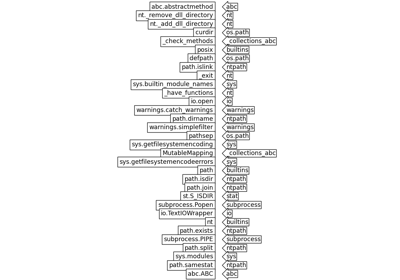 abc.abstractmethod abc
nt._remove_dll_directory nt
nt._add_dll_directory nt
curdir os.path
_check_methods _collections_abc
posix builtins
defpath os.path
path.islink ntpath
_exit nt
sys.builtin_module_names sys
_have_functions nt
io.open io
warnings.catch_warnings warnings
path.dirname ntpath
warnings.simplefilter warnings
pathsep os.path
sys.getfilesystemencoding sys
MutableMapping _collections_abc
sys.getfilesystemencodeerrors sys
path builtins
path.isdir ntpath
path.join ntpath
st.S_ISDIR stat
subprocess.Popen subprocess
io.TextIOWrapper io
nt builtins
path.exists ntpath
subprocess.PIPE subprocess
path.split ntpath
sys.modules sys
path.samestat ntpath
abc.ABC abc